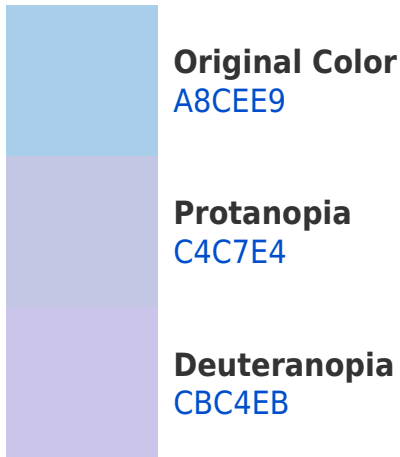 Original Color
A8CEE9
Protanopia
C4C7E4
Deuteranopia
CBC4EB